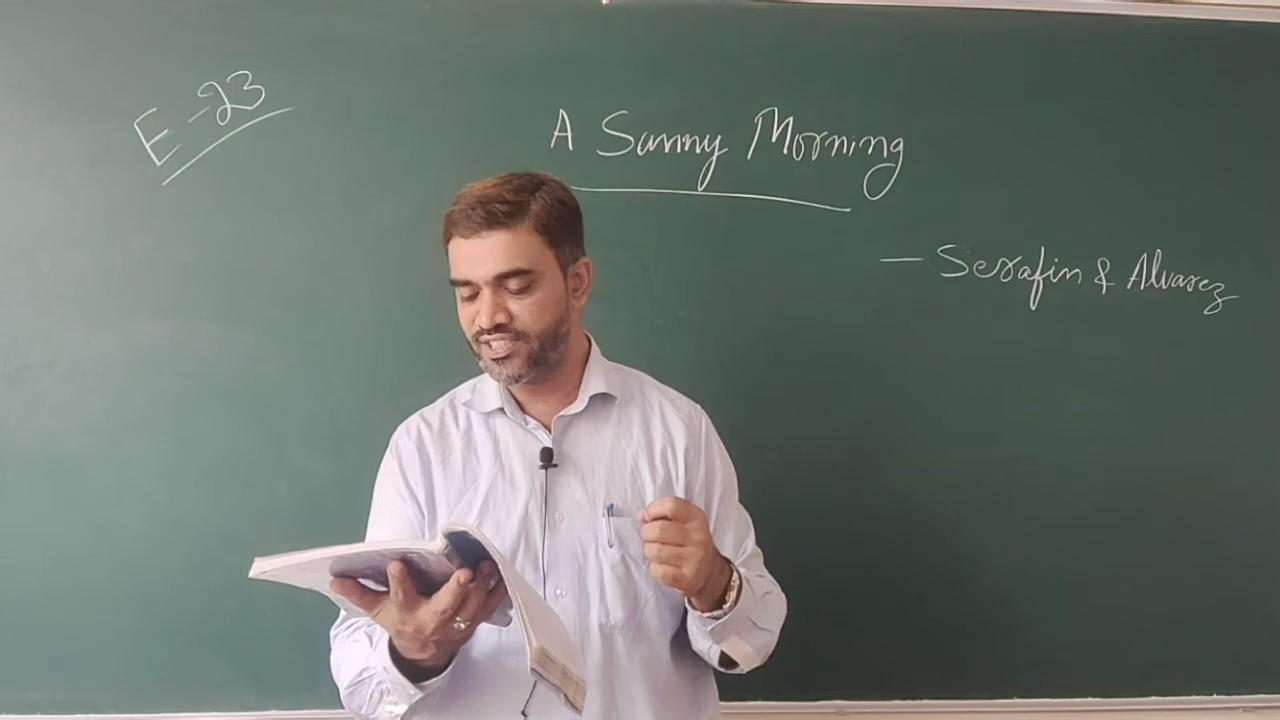 E-23
A Sunny Morning
— Serafin & Alvarez